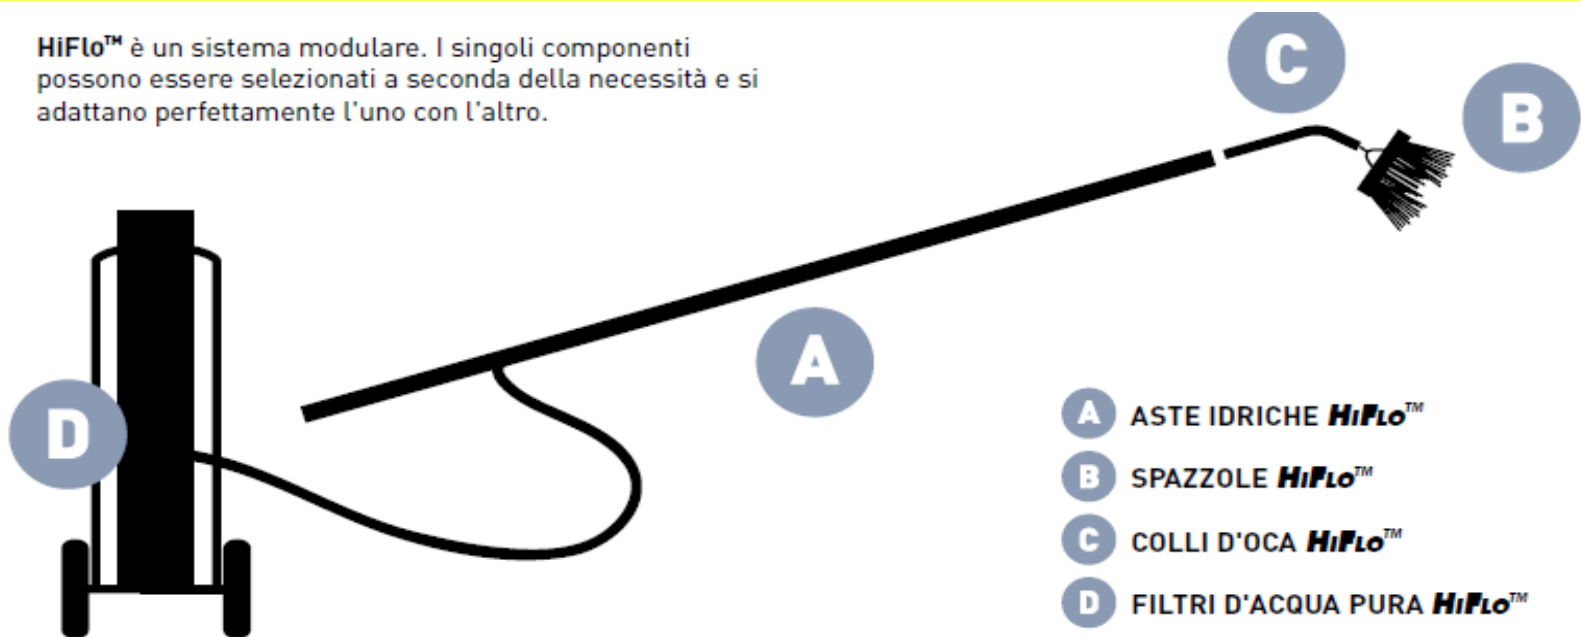 HiFlo™ è un sistema modulare. I singoli componenti
possono essere selezionati a seconda della necessità e si
adattano perfettamente l'uno con l'altro.
C
B
A
D
A ASTE IDRICHE HiFLo™
B SPAZZOLE HiFLo™
C COLLI D'OCA HiFLo™
D FILTRI D'ACQUA PURA HiFLo™